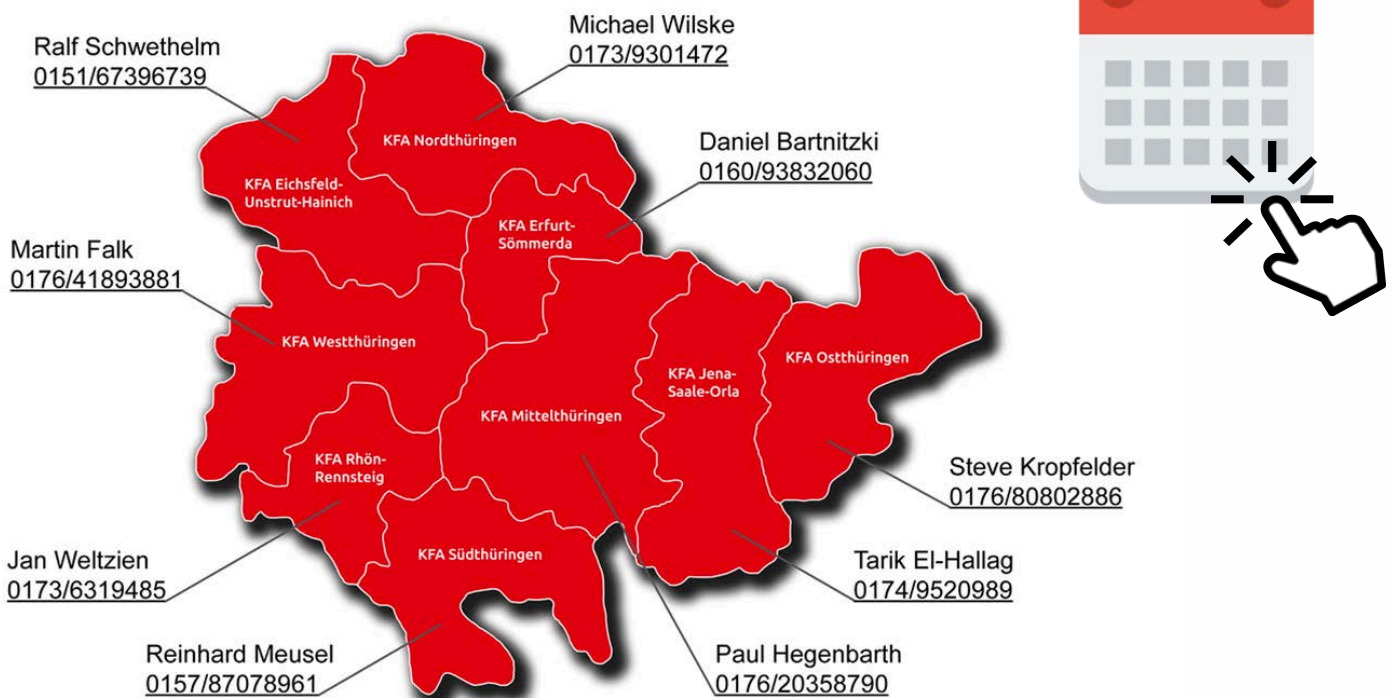 Michael Wilske
0173/9301472
Ralf Schwethelm
0151/67396739
KFA Nordthüringen
Daniel Bartnitzki
0160/93832060
KFA Eichsfeld-
Unstrut-Hainich
KFA Erfurt-
Sömmerda
Martin Falk
0176/41893881
KFA Westthüringen
KFA Ostthüringen
KFA Jena-
Saale-Orla
KFA Mittelthüringen
KFA Rhön-
Rennsteig
Steve Kropfelder
0176/80802886
KFA Südthüringen
Jan Weltzien
0173/6319485
Tarik El-Hallag
0174/9520989
Reinhard Meusel
0157/87078961
Paul Hegenbarth
0176/20358790